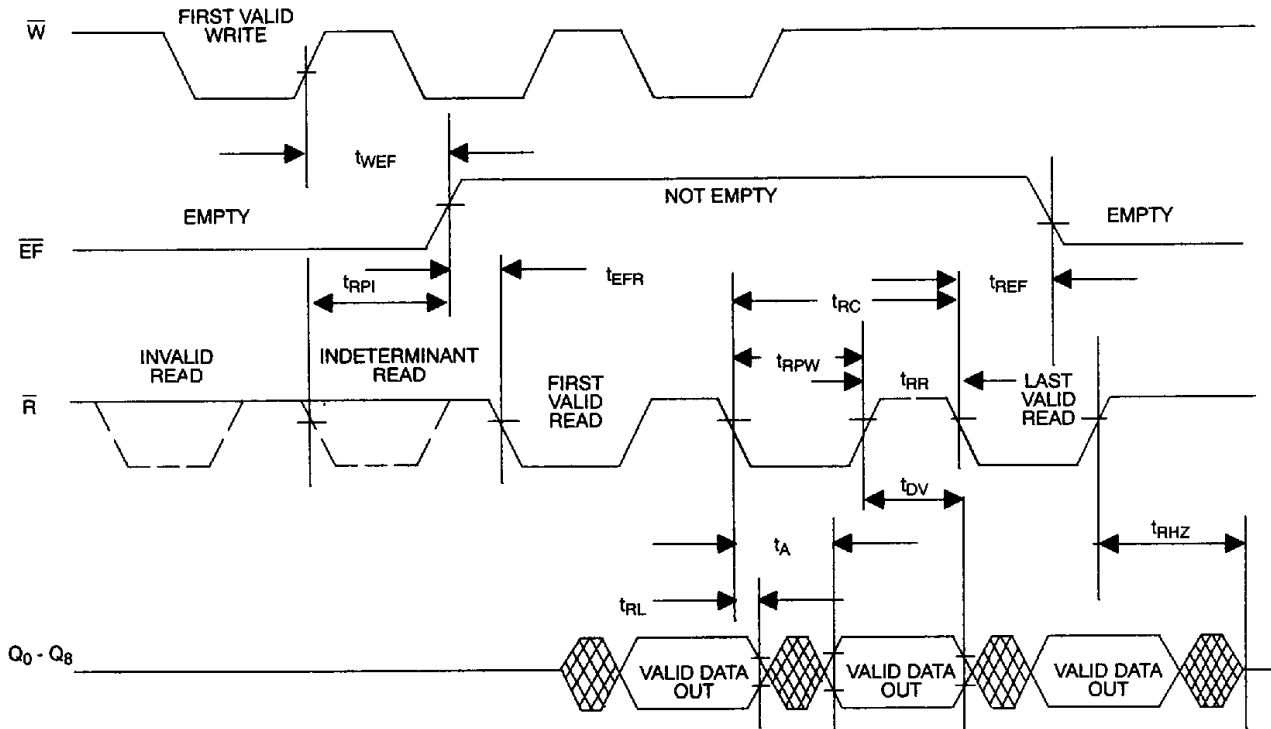 W̅
FIRST VALID
WRITE
tWEF
EMPTY
NOT EMPTY
EMPTY
E̅F̅
tRPI
tEFR
tRC
tREF
INVALID
READ
INDETERMINANT
READ
FIRST
VALID
READ
tRPW
tRR
LAST
VALID
READ
R̅
tDV
tA
tRHZ
tRL
Q0 - Q8
VALID DATA
OUT
VALID DATA
OUT
VALID DATA
OUT